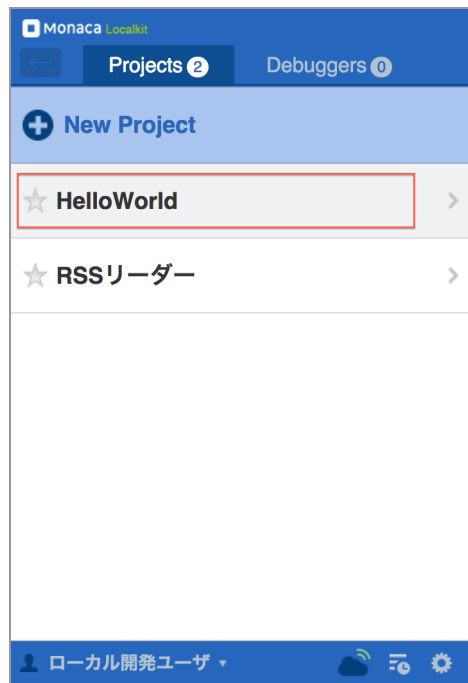 Monaca Localkit
Projects 2 Debuggers 0
New Project
HelloWorld
RSSリーダー
ローカル開発ユーザ